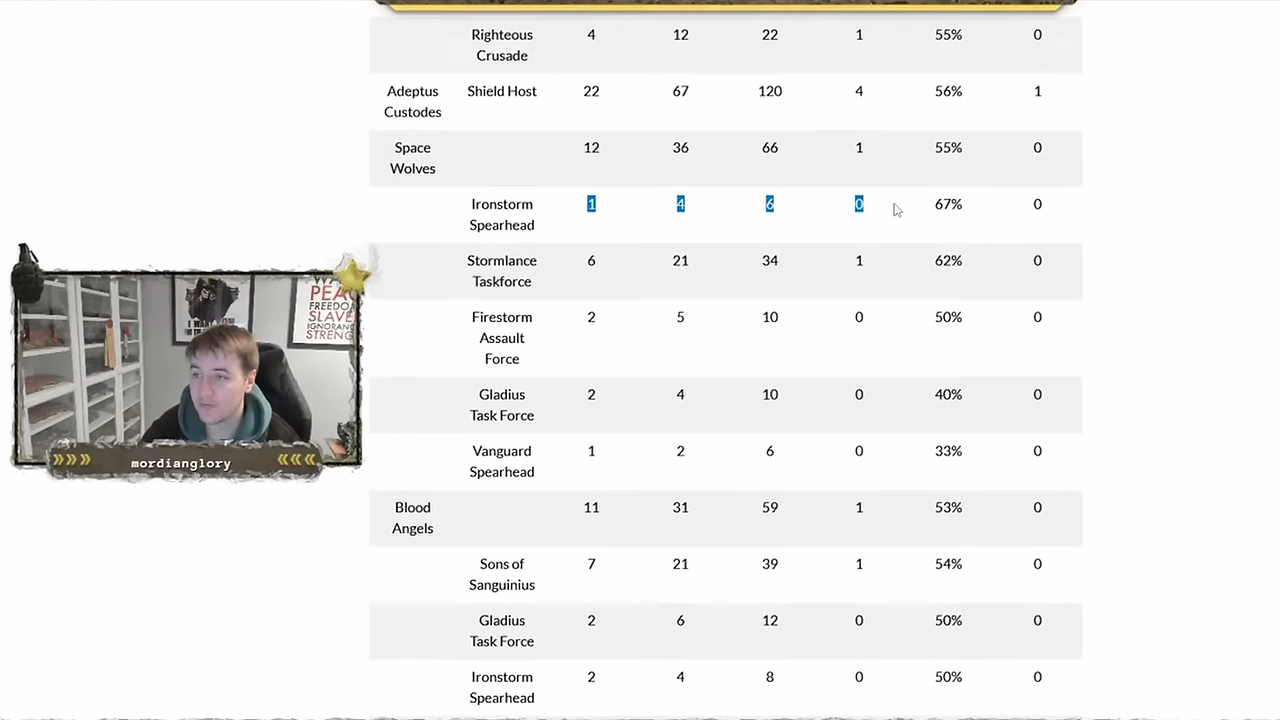 Righteous 4 12 22 1 55% 0
Crusade
Adeptus Shield Host 22 67 120 4 56% 1
Custodes
Space 12 36 66 1 55% 0
Wolves
Ironstorm 1 4 6 0 67% 0
Spearhead
Stormlance 6 21 34 1 62% 0
Taskforce
Firestorm 2 5 10 0 50% 0
Assault
Force
Gladius 2 4 10 0 40% 0
Task Force
Vanguard 1 2 6 0 33% 0
Spearhead
Blood 11 31 59 1 53% 0
Angels
Sons of 7 21 39 1 54% 0
Sanguinius
Gladius 2 6 12 0 50% 0
Task Force
Ironstorm 2 4 8 0 50% 0
Spearhead
PEAC
FREEDOM
SLAVE
IGNORANC
STRENG
mordianglory